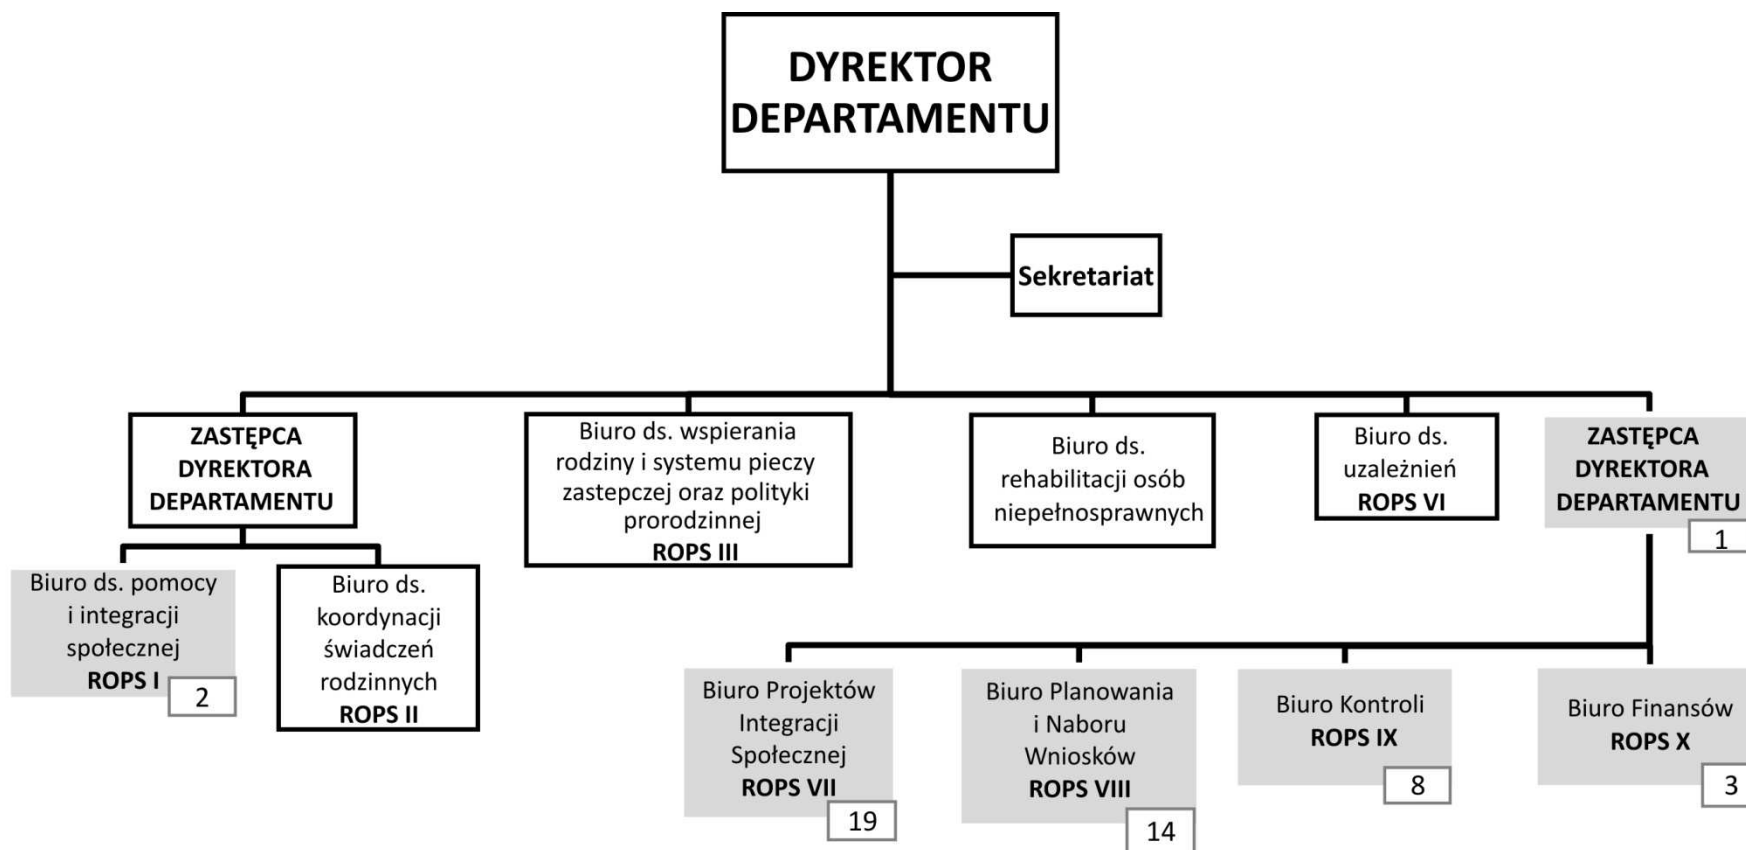 DYREKTOR
DEPARTAMENTU
Sekretariat
ZASTĘPCA
DYREKTORA
DEPARTAMENTU
Biuro ds. wspierania
rodziny i systemu pieczy
zastepczej oraz polityki
prorodzinnej
ROPS III
Biuro ds.
rehabilitacji osób
niepełnosprawnych
Biuro ds.
uzależnień
ROPS VI
ZASTĘPCA
DYREKTORA
DEPARTAMENTU
1
Biuro ds. pomocy
i integracji
społecznej
ROPS I
2
Biuro ds.
koordynacji
świadczeń
rodzinnych
ROPS II
Biuro Projektów
Integracji
Społecznej
ROPS VII
19
Biuro Planowania
i Naboru
Wniosków
ROPS VIII
14
Biuro Kontroli
ROPS IX
8
Biuro Finansów
ROPS X
3